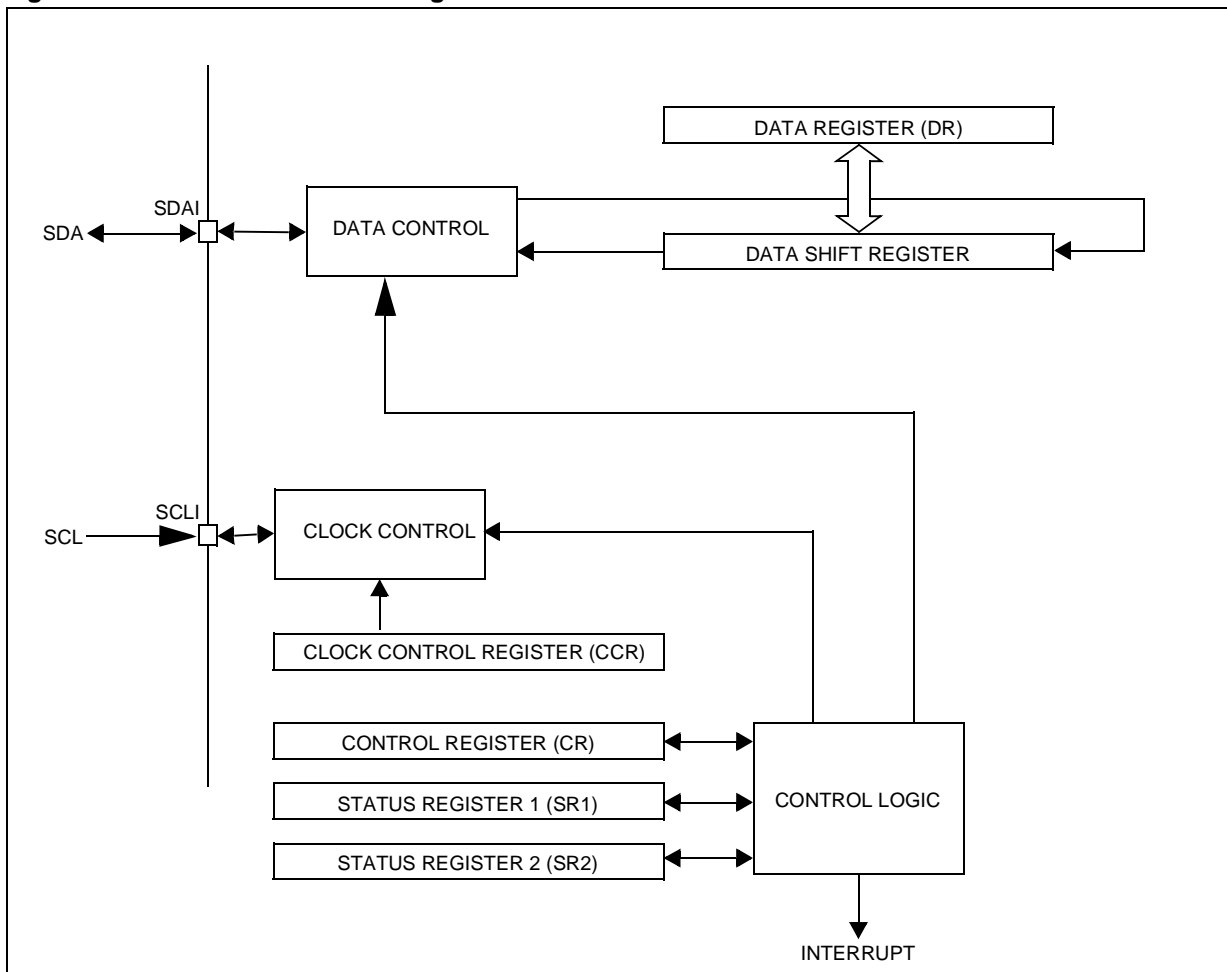 DATA REGISTER (DR)
SDAI
SDA
DATA CONTROL
DATA SHIFT REGISTER
SCLI
SCL
CLOCK CONTROL
CLOCK CONTROL REGISTER (CCR)
CONTROL REGISTER (CR)
STATUS REGISTER 1 (SR1)
CONTROL LOGIC
STATUS REGISTER 2 (SR2)
INTERRUPT